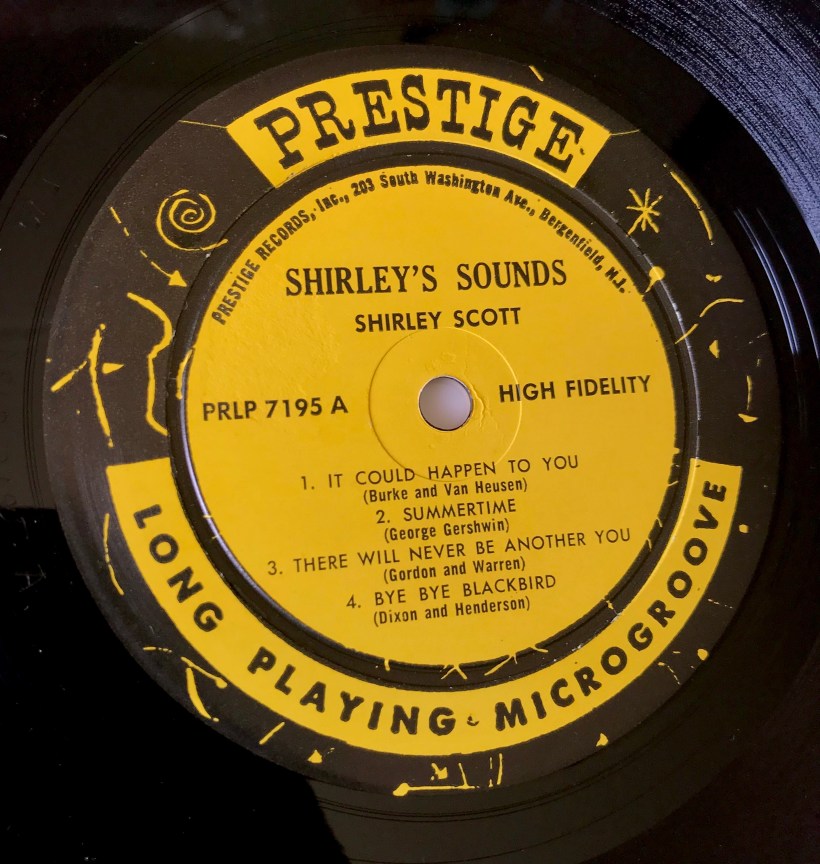 PRESTIGE
PRESTIGE RECORDS, Inc., 203 South Washington Ave., Bergenfield, N.J.
SHIRLEY'S SOUNDS
SHIRLEY SCOTT
PRLP 7195 A
HIGH FIDELITY
1. IT COULD HAPPEN TO YOU
(Burke and Van Heusen)
2. SUMMERTIME
(George Gershwin)
3. THERE WILL NEVER BE ANOTHER YOU
(Gordon and Warren)
4. BYE BYE BLACKBIRD
(Dixon and Henderson)
LONG PLAYING · MICROGROOVE